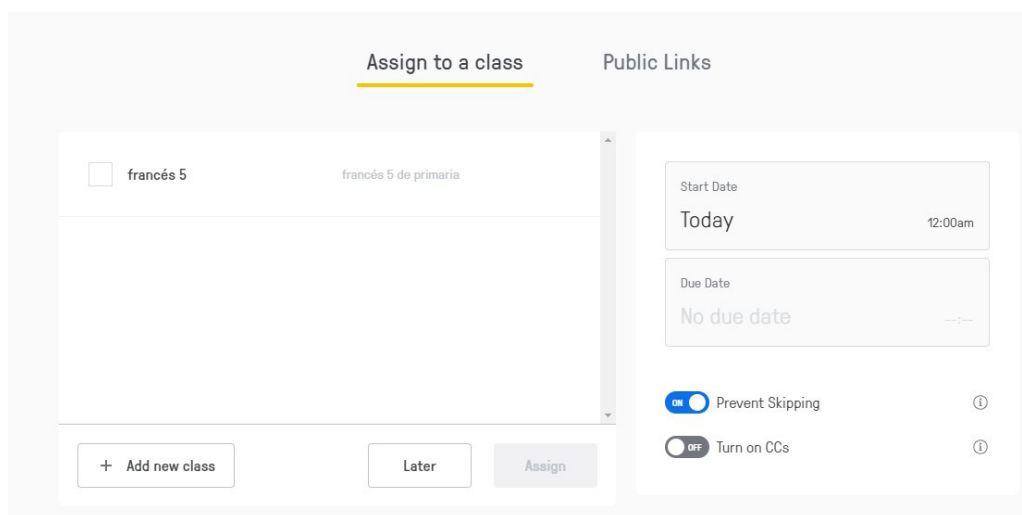 Assign to a class Public Links
francés 5 francés 5 de primaria
Start Date
Today 12:00am
Due Date
No due date --:--
ON Prevent Skipping
OFF Turn on CCs
+ Add new class Later Assign